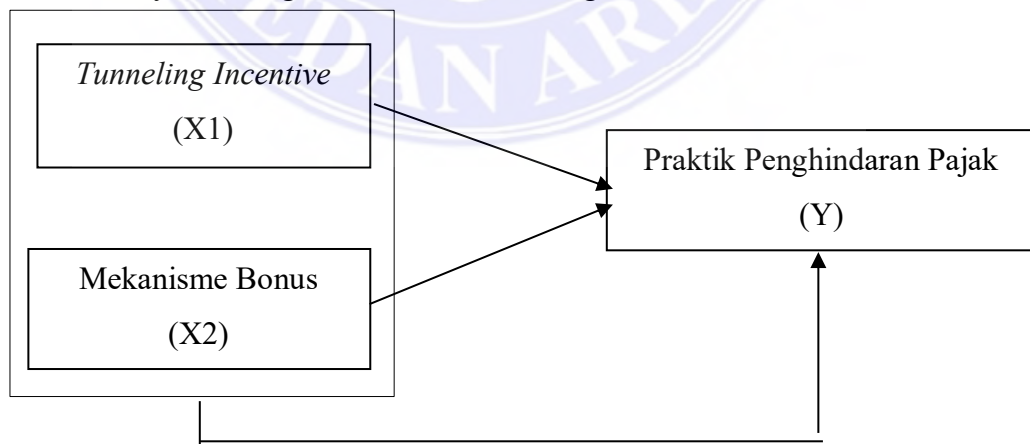 Tunneling Incentive
(X1)
Praktik Penghindaran Pajak
(Y)
Mekanisme Bonus
(X2)